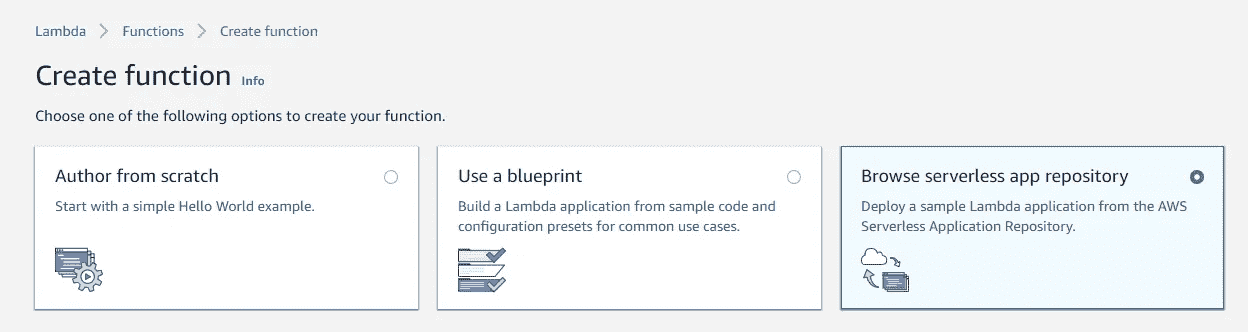 Lambda > Functions > Create function
Create function Info
Choose one of the following options to create your function.
Author from scratch
Start with a simple Hello World example.
Use a blueprint
Build a Lambda application from sample code and
configuration presets for common use cases.
Browse serverless app repository
Deploy a sample Lambda application from the AWS
Serverless Application Repository.